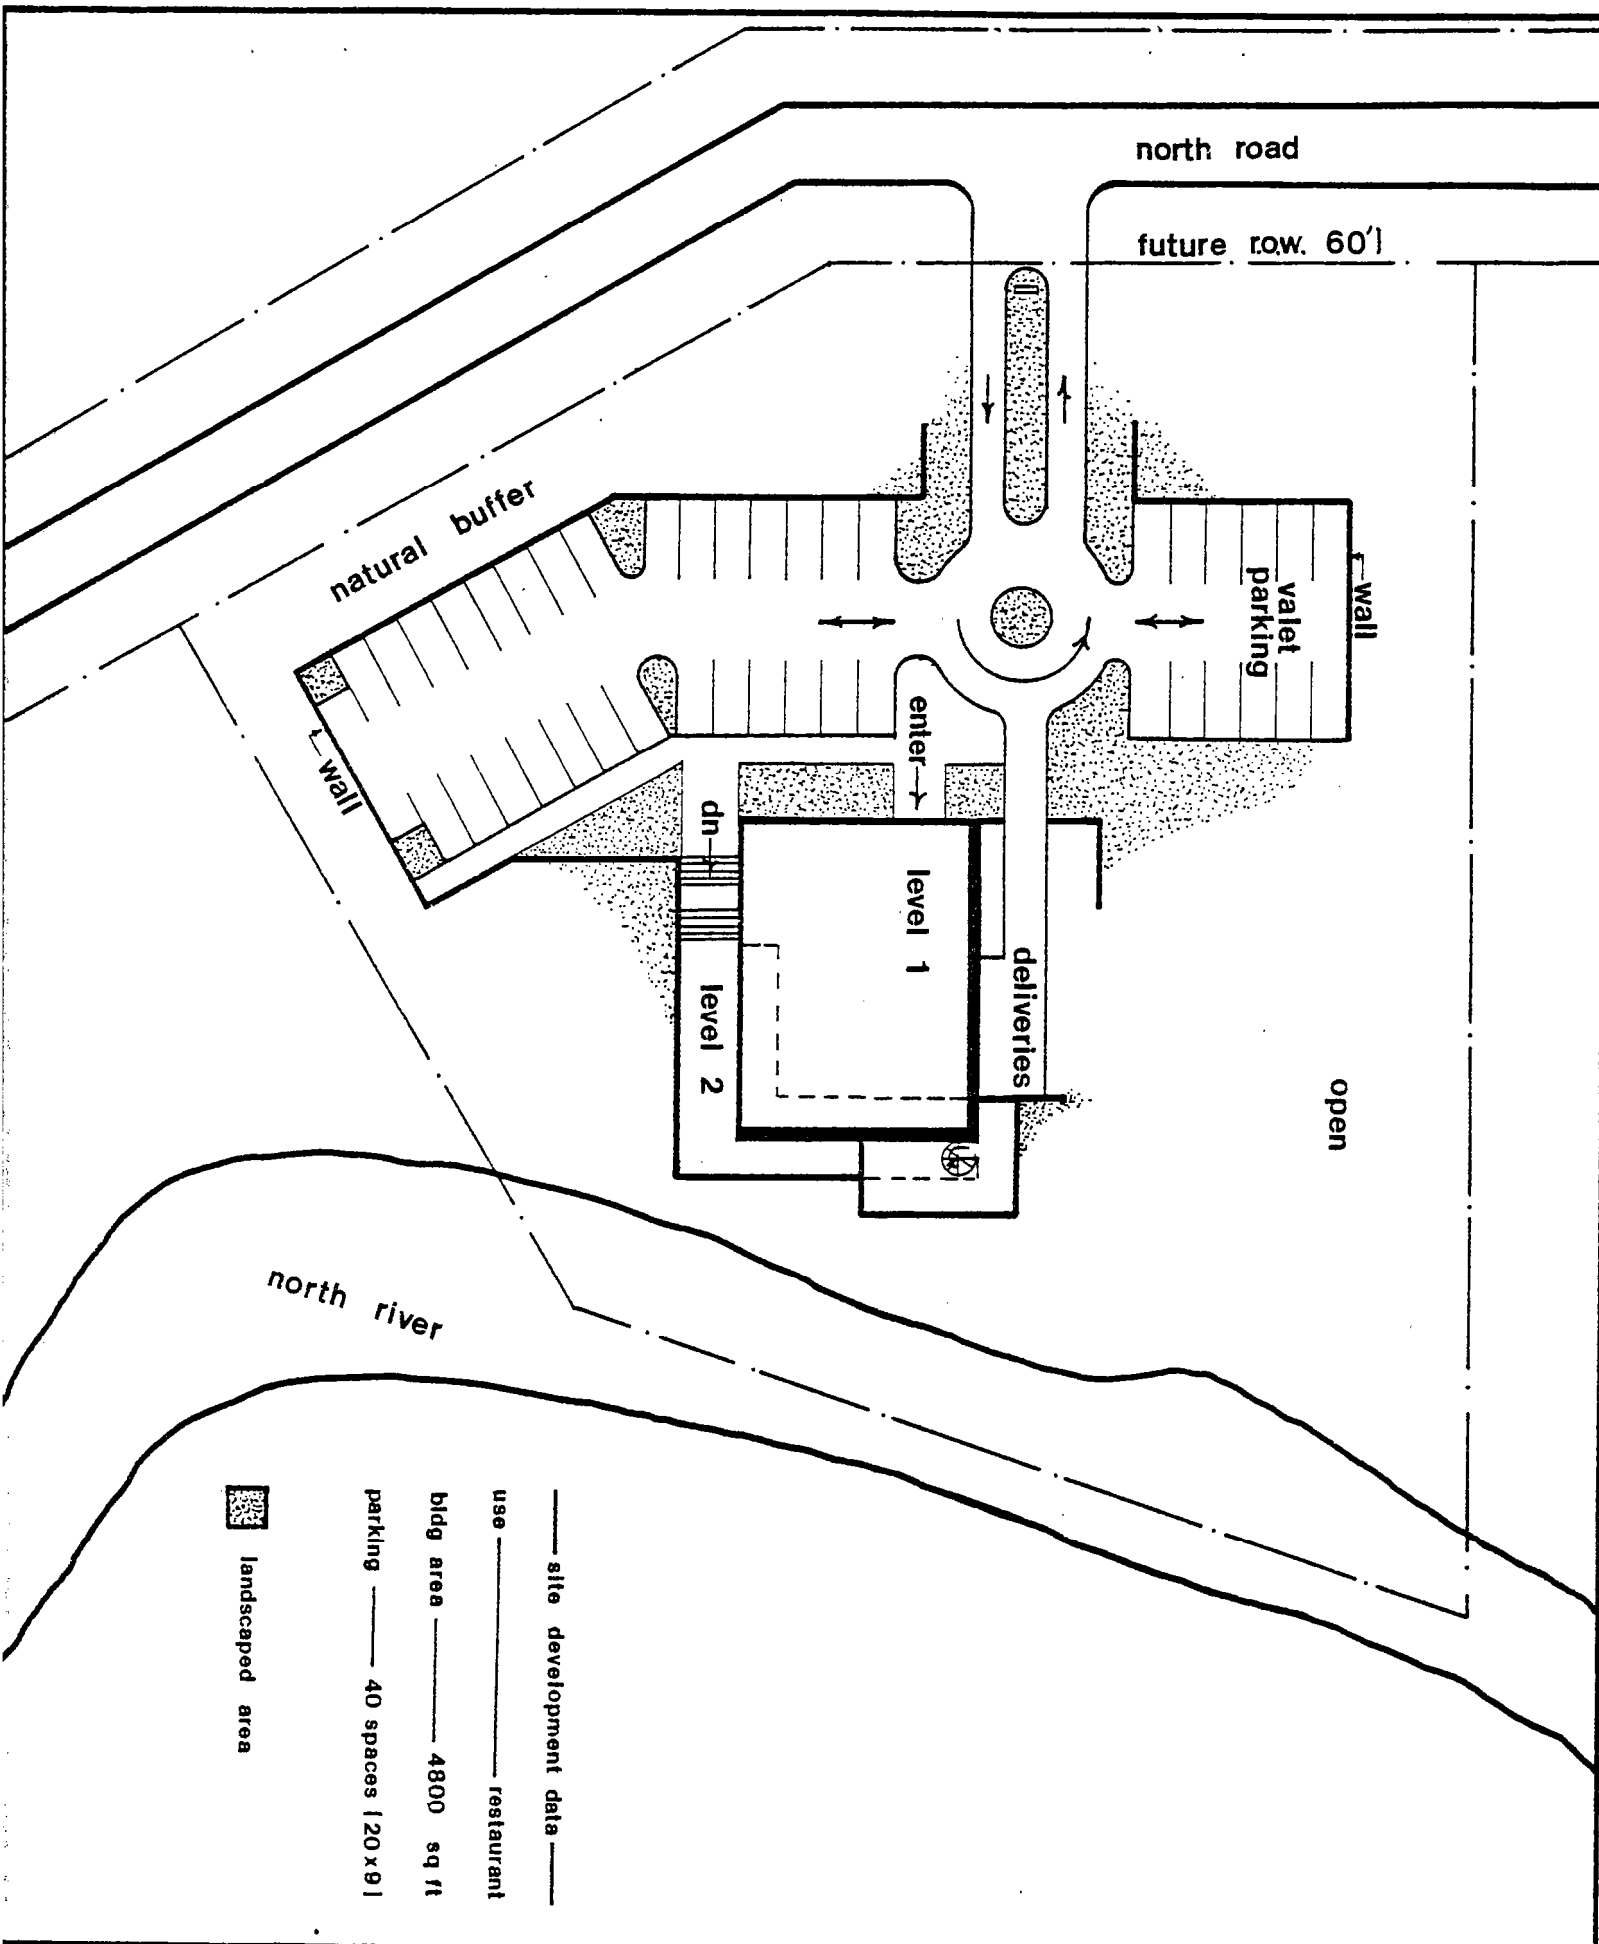 north road
future r.o.w. 60']
natural buffer
valet
parking
wall
enter
wall
dn
level 1
deliveries
level 2
open
up
north river
site development data
use restaurant
bldg area 4800 sq ft
parking 40 spaces [20x9]
landscaped area